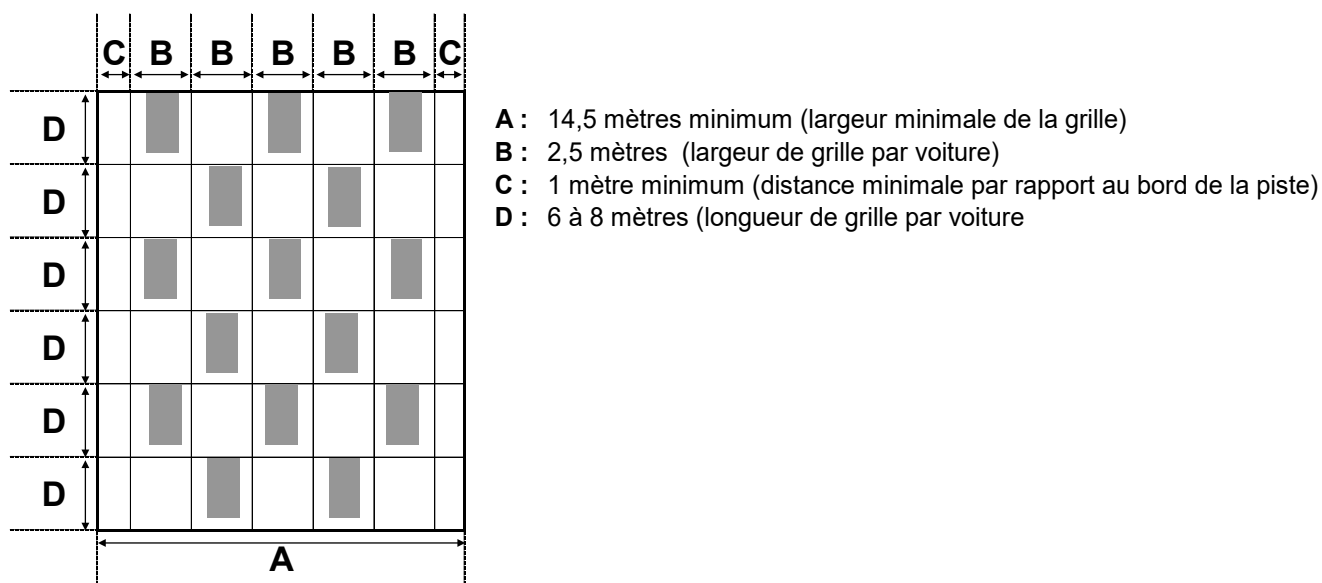 C B B B B B C
D
D
D
D
D
D
A
A : 14,5 mètres minimum (largeur minimale de la grille)
B : 2,5 mètres (largeur de grille par voiture)
C : 1 mètre minimum (distance minimale par rapport au bord de la piste)
D : 6 à 8 mètres (longueur de grille par voiture